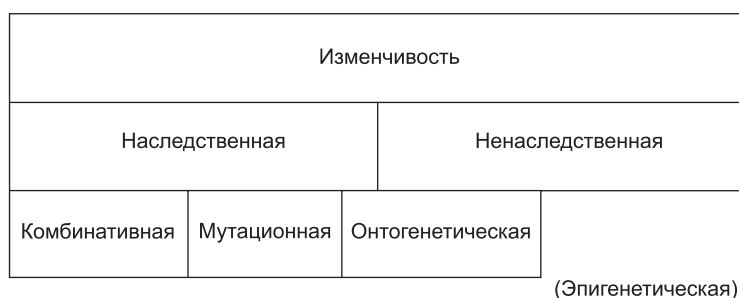 Изменчивость
Наследственная Ненаследственная
Комбинативная Мутационная Онтогенетическая
(Эпигенетическая)